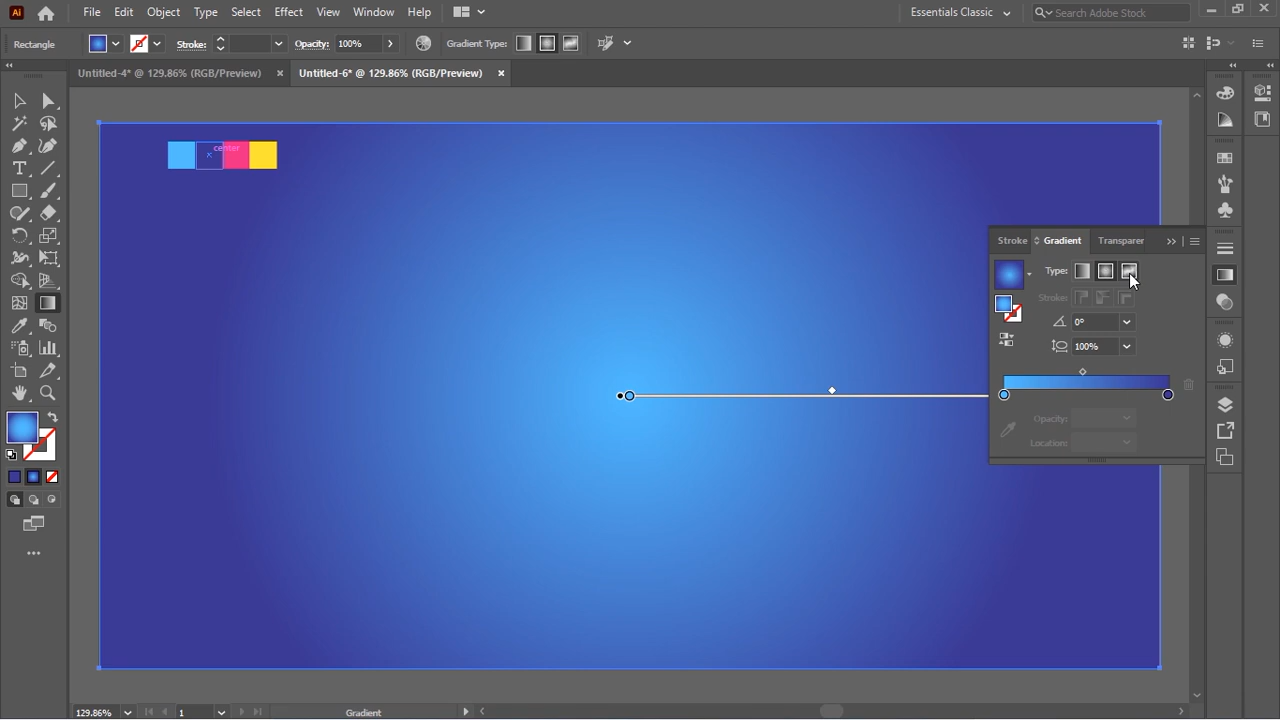 Ai File Edit Object Type Select Effect View Window Help Essentials Classic Search Adobe Stock
Rectangle Stroke: Opacity: 100% Gradient Type:
Untitled-4* @ 129.86% (RGB/Preview) Untitled-6* @ 129.86% (RGB/Preview)
center
Stroke Gradient Transparer
Type:
Stroke:
0°
100%
Opacity:
Location:
129.86% 1 Gradient